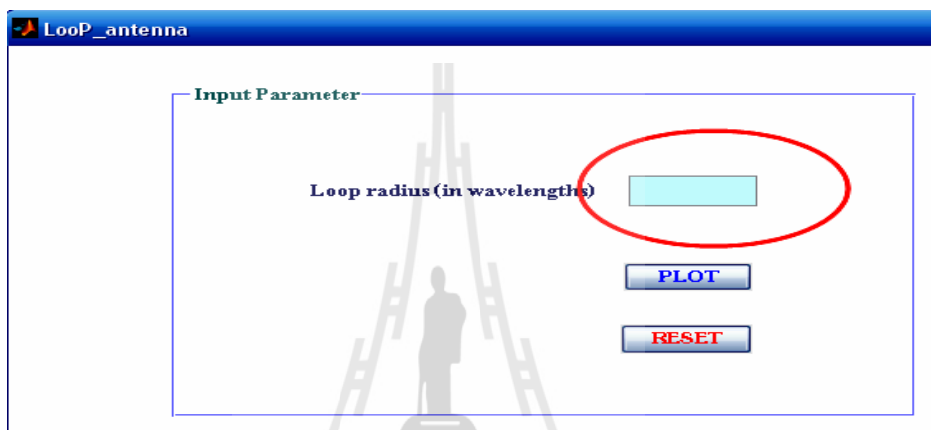 LooP_antenna
Input Parameter
Loop radius(in wavelengths)
PLOT
RESET